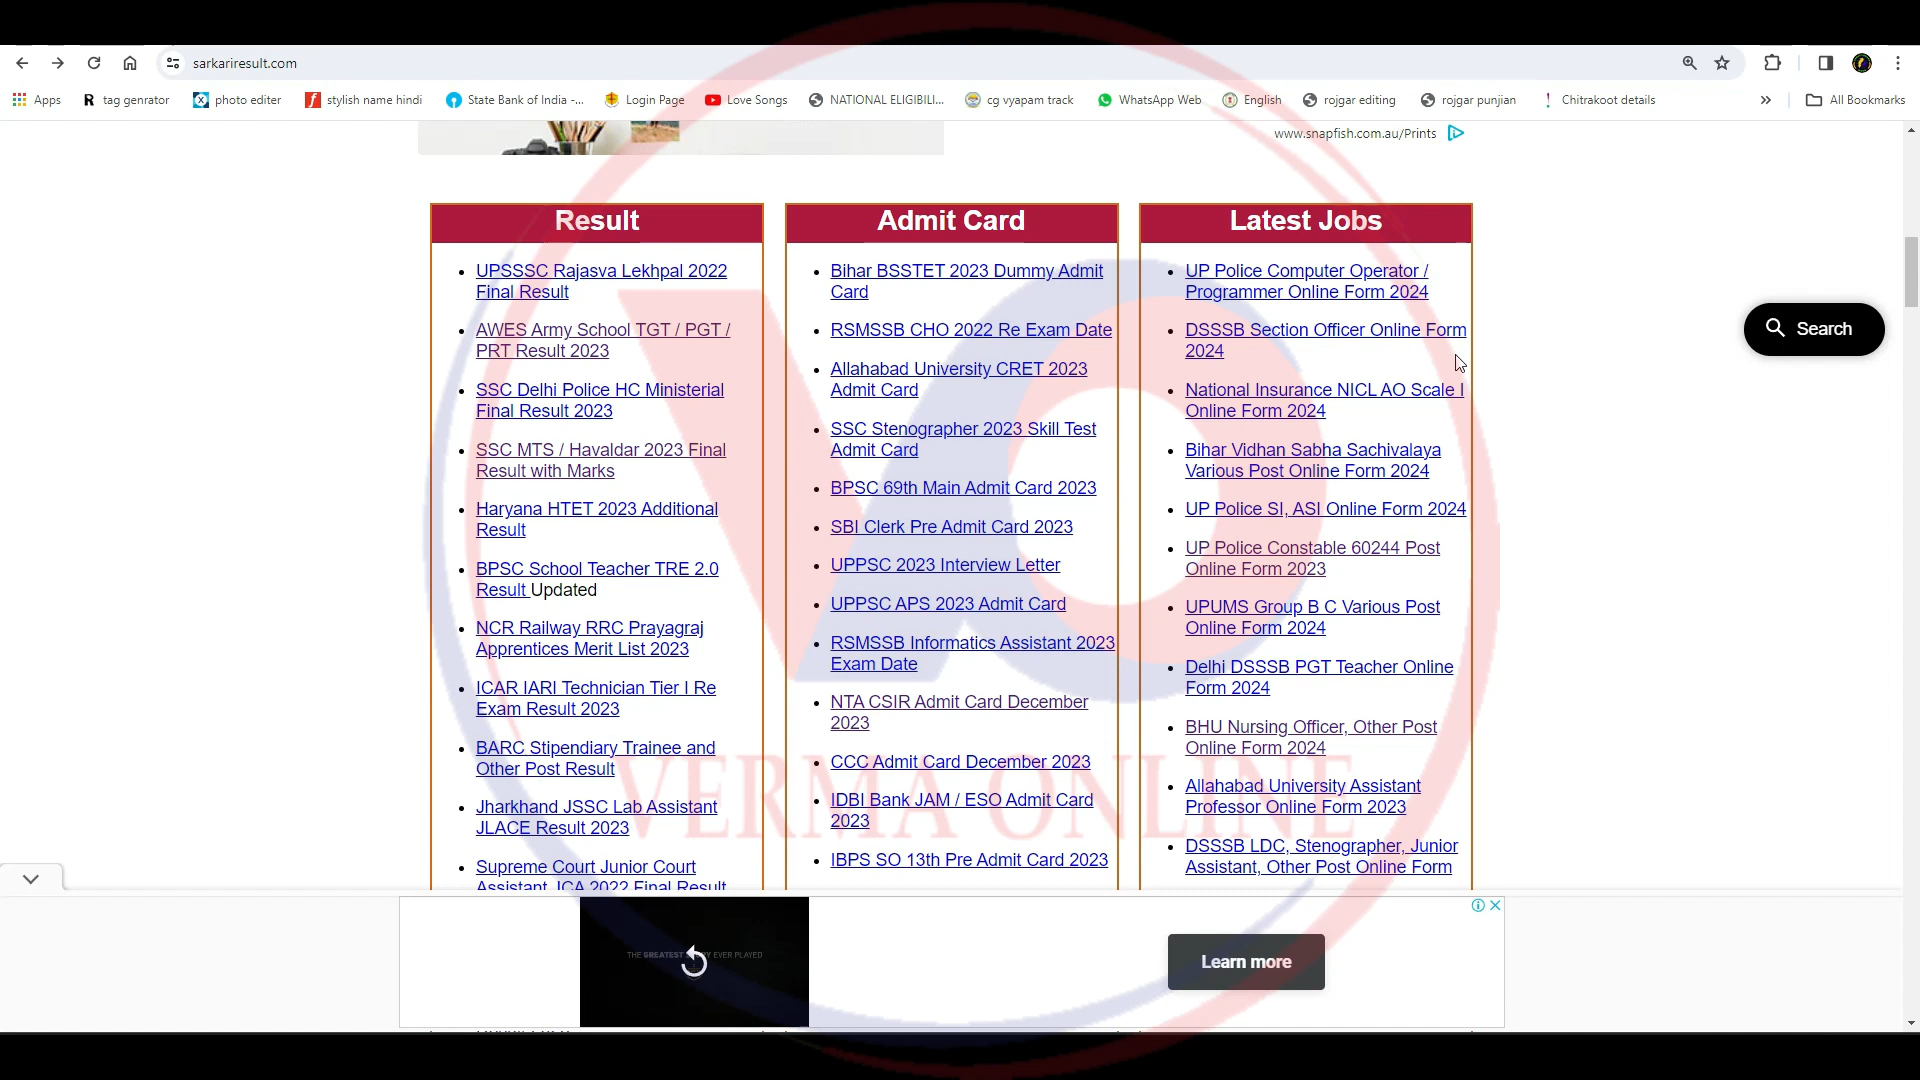 sarkariresult.com
Apps
tag genrator
photo editer
stylish name hindi
State Bank of India -...
Login Page
Love Songs
NATIONAL ELIGIBILI...
cg vyapam track
WhatsApp Web
English
rojgar editing
rojgar punjian
Chitrakoot details
All Bookmarks
www.snapfish.com.au/Prints
Result
UPSSSC Rajasva Lekhpal 2022
Final Result
AWES Army School TGT / PGT /
PRT Result 2023
SSC Delhi Police HC Ministerial
Final Result 2023
SSC MTS / Havaldar 2023 Final
Result with Marks
Haryana HTET 2023 Additional
Result
BPSC School Teacher TRE 2.0
Result Updated
NCR Railway RRC Prayagraj
Apprentices Merit List 2023
ICAR IARI Technician Tier I Re
Exam Result 2023
BARC Stipendiary Trainee and
Other Post Result
Jharkhand JSSC Lab Assistant
JLACE Result 2023
Supreme Court Junior Court
Assistant JCA 2022 Final Result
Admit Card
Bihar BSSTET 2023 Dummy Admit
Card
RSMSSB CHO 2022 Re Exam Date
Allahabad University CRET 2023
Admit Card
SSC Stenographer 2023 Skill Test
Admit Card
BPSC 69th Main Admit Card 2023
SBI Clerk Pre Admit Card 2023
UPPSC 2023 Interview Letter
UPPSC APS 2023 Admit Card
RSMSSB Informatics Assistant 2023
Exam Date
NTA CSIR Admit Card December
2023
CCC Admit Card December 2023
IDBI Bank JAM / ESO Admit Card
2023
IBPS SO 13th Pre Admit Card 2023
Latest Jobs
UP Police Computer Operator /
Programmer Online Form 2024
DSSSB Section Officer Online Form
2024
National Insurance NICL AO Scale I
Online Form 2024
Bihar Vidhan Sabha Sachivalaya
Various Post Online Form 2024
UP Police SI, ASI Online Form 2024
UP Police Constable 60244 Post
Online Form 2023
UPUMS Group B C Various Post
Online Form 2024
Delhi DSSSB PGT Teacher Online
Form 2024
BHU Nursing Officer, Other Post
Online Form 2024
Allahabad University Assistant
Professor Online Form 2023
DSSSB LDC, Stenographer, Junior
Assistant, Other Post Online Form
Search
VERMA ONLINE
THE GREATEST STORY EVER PLAYED
Learn more